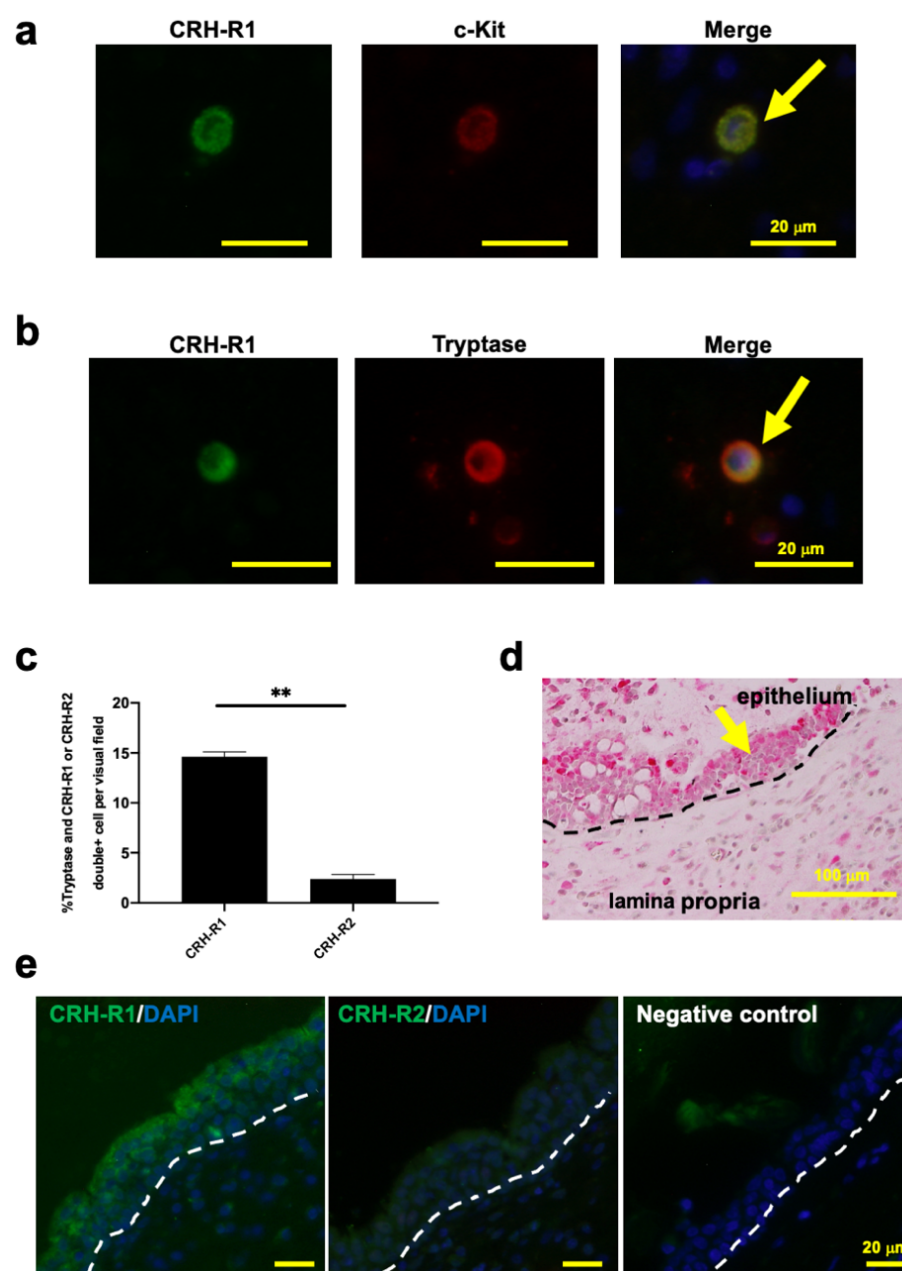 a
CRH-R1
c-Kit
Merge
20 μm
b
CRH-R1
Tryptase
Merge
20 μm
c
%Tryptase and CRH-R1 or CRH-R2
double+ cell per visual field
20
15
10
5
0
**
CRH-R1
CRH-R2
d
epithelium
100 μm
lamina propria
e
CRH-R1/DAPI
CRH-R2/DAPI
Negative control
20 μm